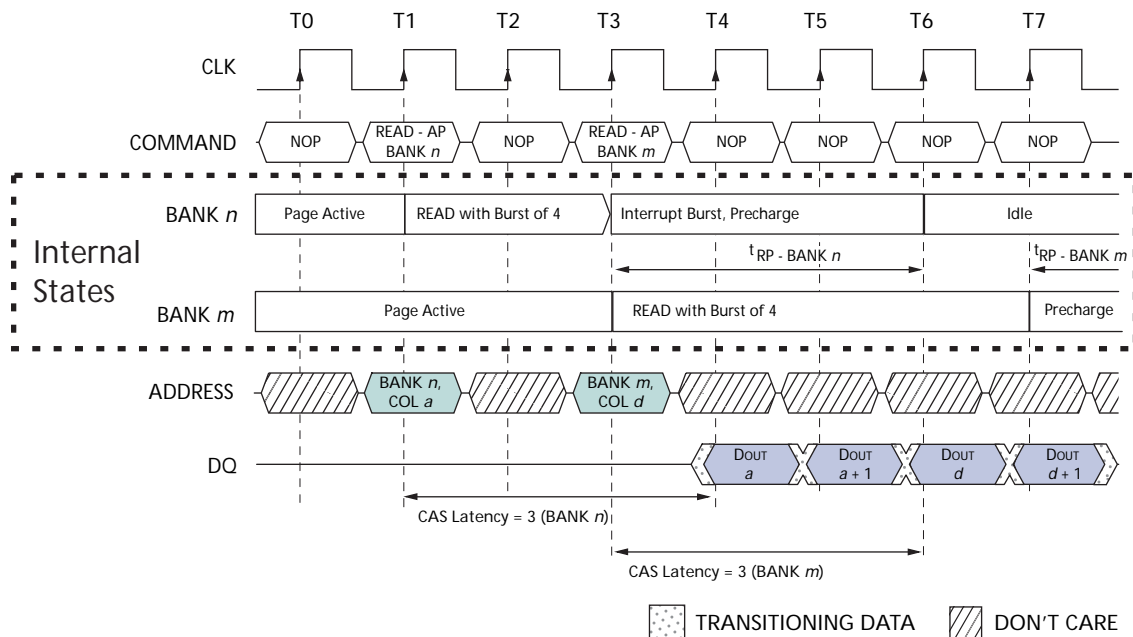 T0 T1 T2 T3 T4 T5 T6 T7
CLK
COMMAND NOP READ - AP NOP READ - AP NOP NOP NOP NOP
BANK n BANK m
BANK n Page Active READ with Burst of 4 Interrupt Burst, Precharge Idle
Internal
States
tRP - BANK n tRP - BANK m
BANK m Page Active READ with Burst of 4 Precharge
ADDRESS BANK n, BANK m,
COL a COL d
DQ DOUT DOUT DOUT DOUT
a a + 1 d d + 1
CAS Latency = 3 (BANK n)
CAS Latency = 3 (BANK m)
TRANSITIONING DATA DON'T CARE